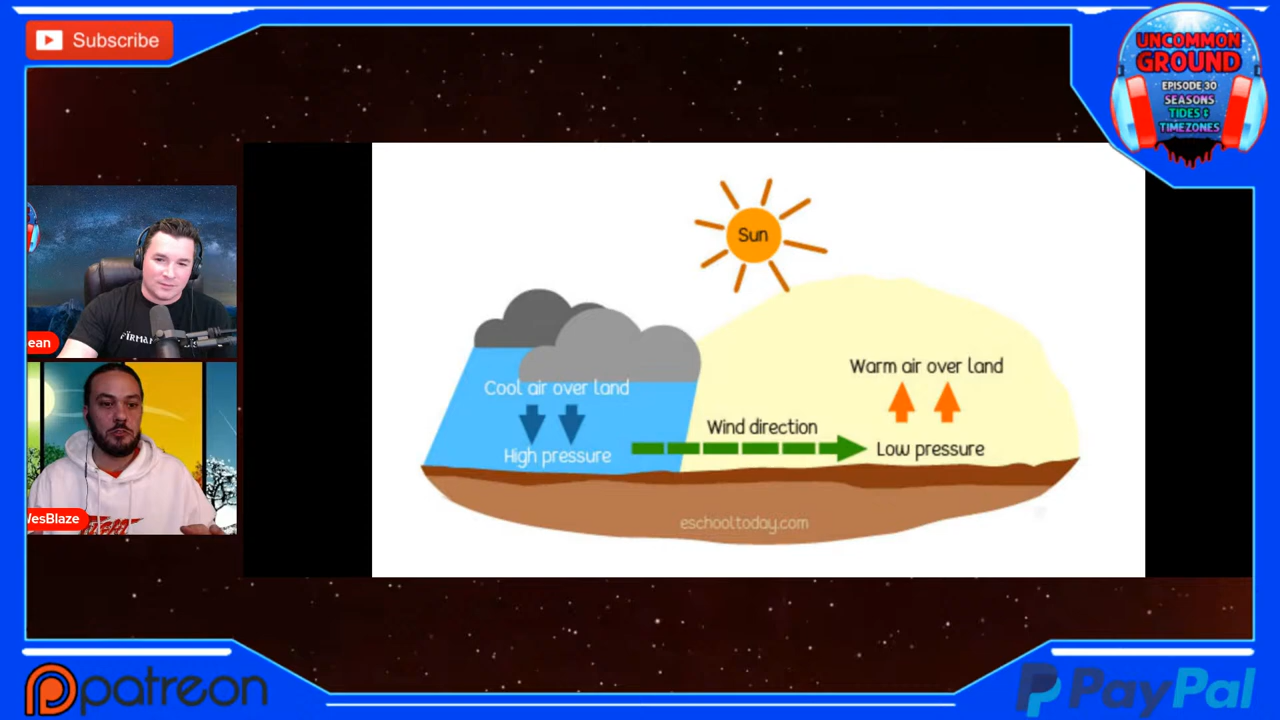 Subscribe
UNCOMMON
GROUND
EPISODE 30
SEASONS
TIDES &
TIMEZONES
Sun
Cool air over land
High pressure
Wind direction
Warm air over land
Low pressure
eschooltoday.com
ean
WesBlaze
patreon
PayPal